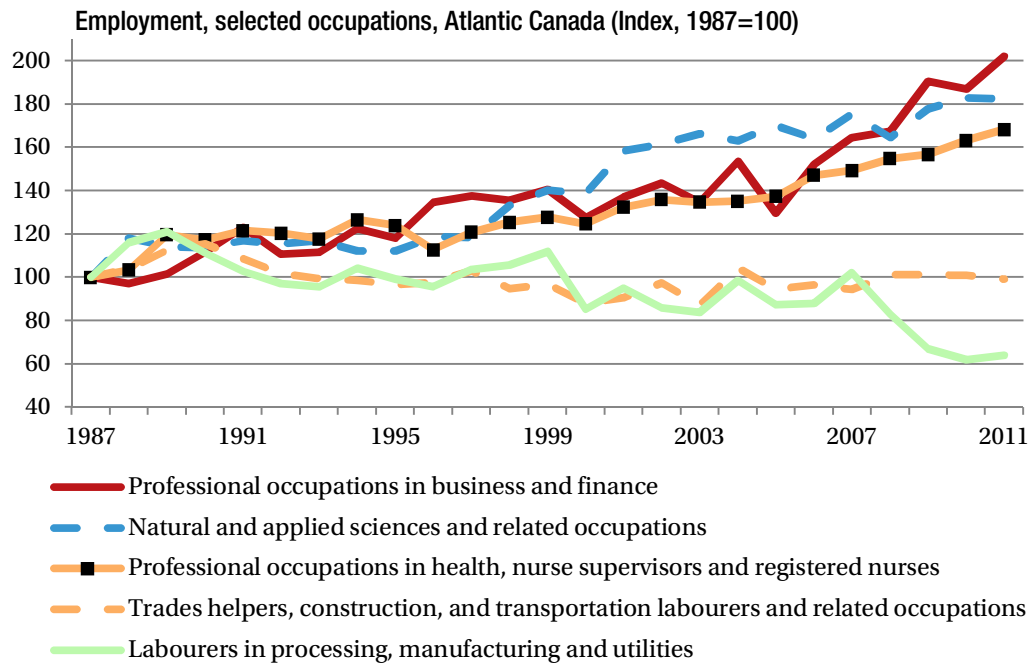 Employment, selected occupations, Atlantic Canada (Index, 1987=100)
200
180
160
140
120
100
80
60
40
1987 1991 1995 1999 2003 2007 2011
Professional occupations in business and finance
Natural and applied sciences and related occupations
Professional occupations in health, nurse supervisors and registered nurses
Trades helpers, construction, and transportation labourers and related occupations
Labourers in processing, manufacturing and utilities